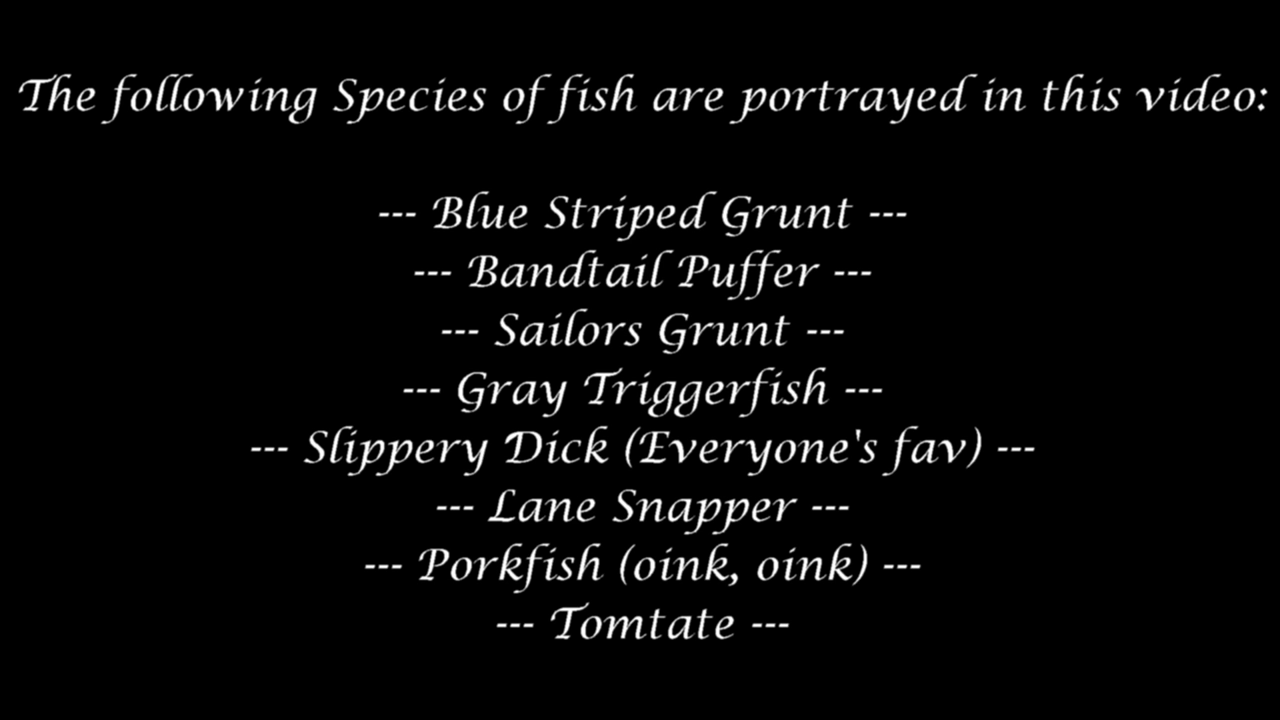 The following Species of fish are portrayed in this video:
--- Blue Striped Grunt ---
--- Bandtail Puffer ---
--- Sailors Grunt ---
--- Gray Triggerfish ---
--- Slippery Dick (Everyone's fav) ---
--- Lane Snapper ---
--- Porkfish (oink, oink) ---
--- Tomtate ---